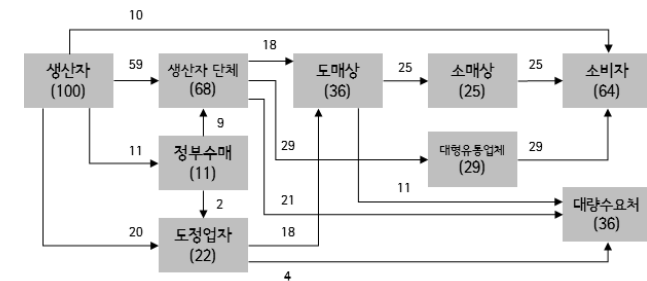 10
생산자
(100)
59
생산자 단체
(68)
18
도매상
(36)
25
소매상
(25)
25
소비자
(64)
9
11
정부수매
(11)
29
대형유통업체
(29)
29
2
21
11
20
도정업자
(22)
18
대량수요처
(36)
4